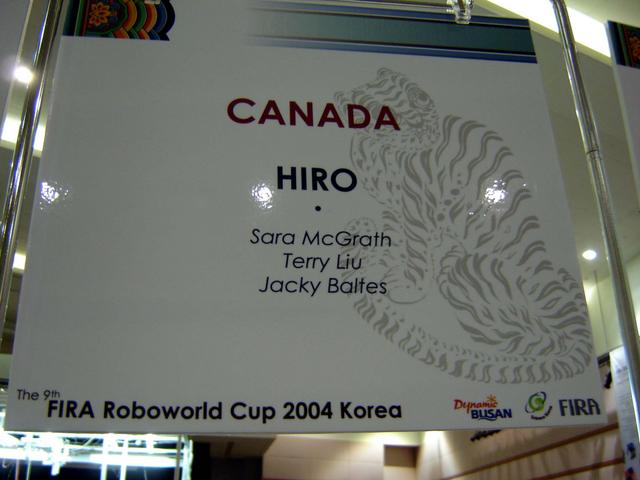 CANADA
HIRO
•
Sara McGrath
Terry Liu
Jacky Baltes
The 9th
FIRA Roboworld Cup 2004 Korea
Dynamic
BUSAN
FIRA